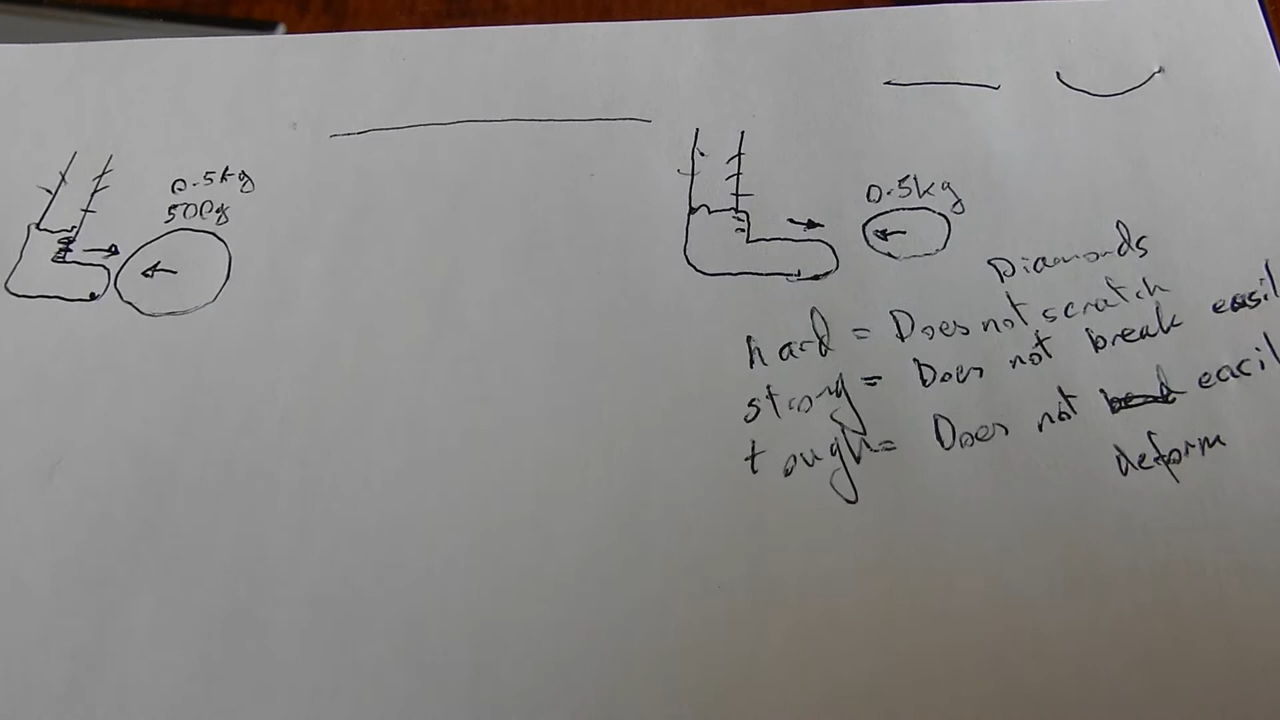 0.5kg
500g
0.5kg
Diamonds
hard = Does not scratch
strong = Does not break easil
tough = Does not easil
deform